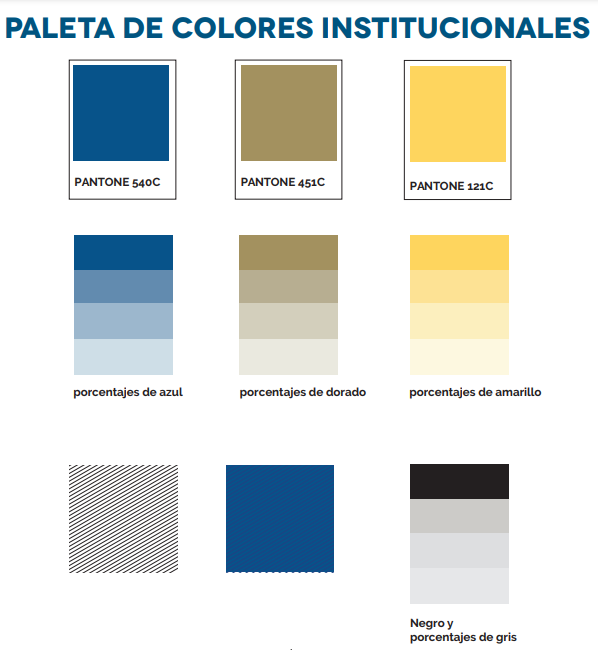 PALETA DE COLORES INSTITUCIONALES
PANTONE 540C
PANTONE 451C
PANTONE 121C
porcentajes de azul
porcentajes de dorado
porcentajes de amarillo
Negro y
porcentajes de gris